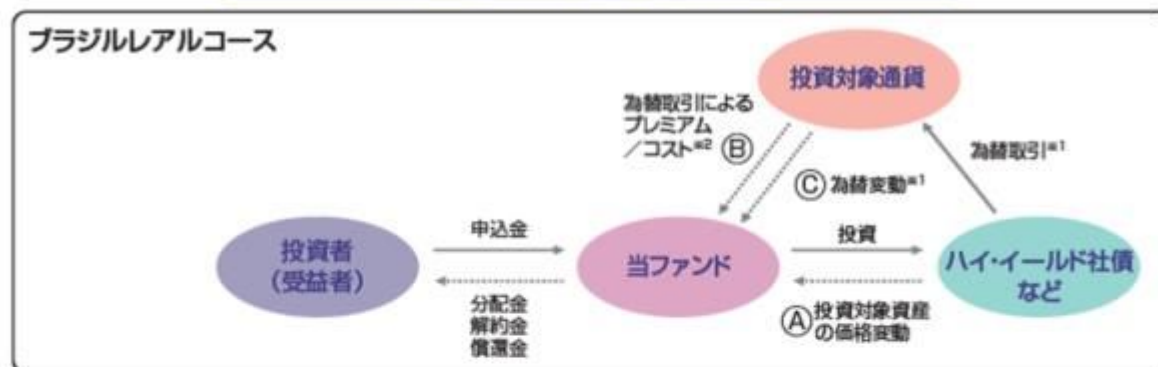 ブラジルレアルコース
投資対象通貨
為替取引による
プレミアム
／コスト※2 Ⓑ
為替取引※1
Ⓒ為替変動※1
投資者
(受益者)
申込金
分配金
解約金
償還金
当ファンド
投資
Ⓐ投資対象資産
の価格変動
ハイ・イールド社債
など